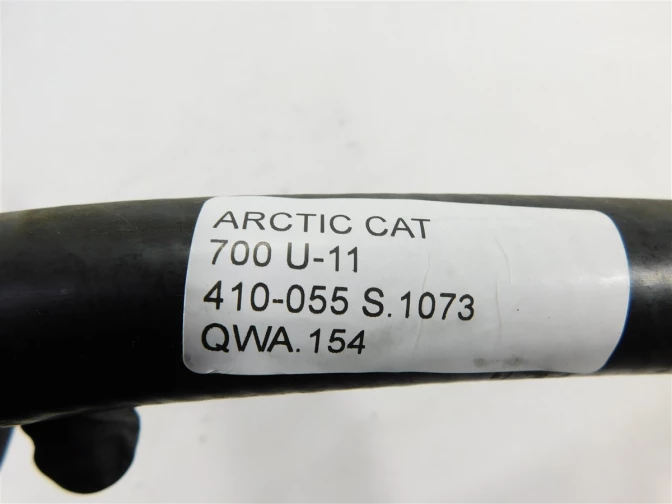 ARCTIC CAT
700 U-11
410-055 S.1073
QWA.154